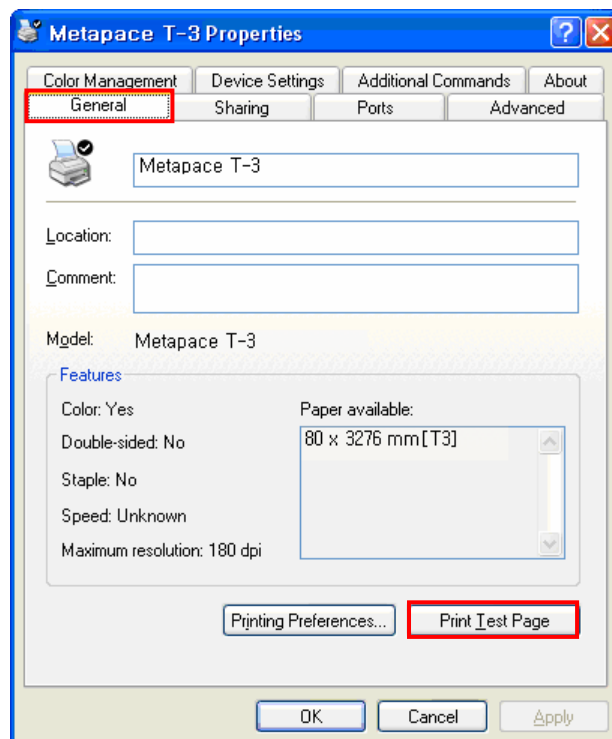 Metapace T-3 Properties
Color Management Device Settings Additional Commands About
General Sharing Ports Advanced
Metapace T-3
Location:
Comment:
Model: Metapace T-3
Features
Color: Yes
Paper available:
Double-sided: No
80 x 3276 mm[T3]
Staple: No
Speed: Unknown
Maximum resolution: 180 dpi
Printing Preferences... Print Test Page
OK Cancel Apply